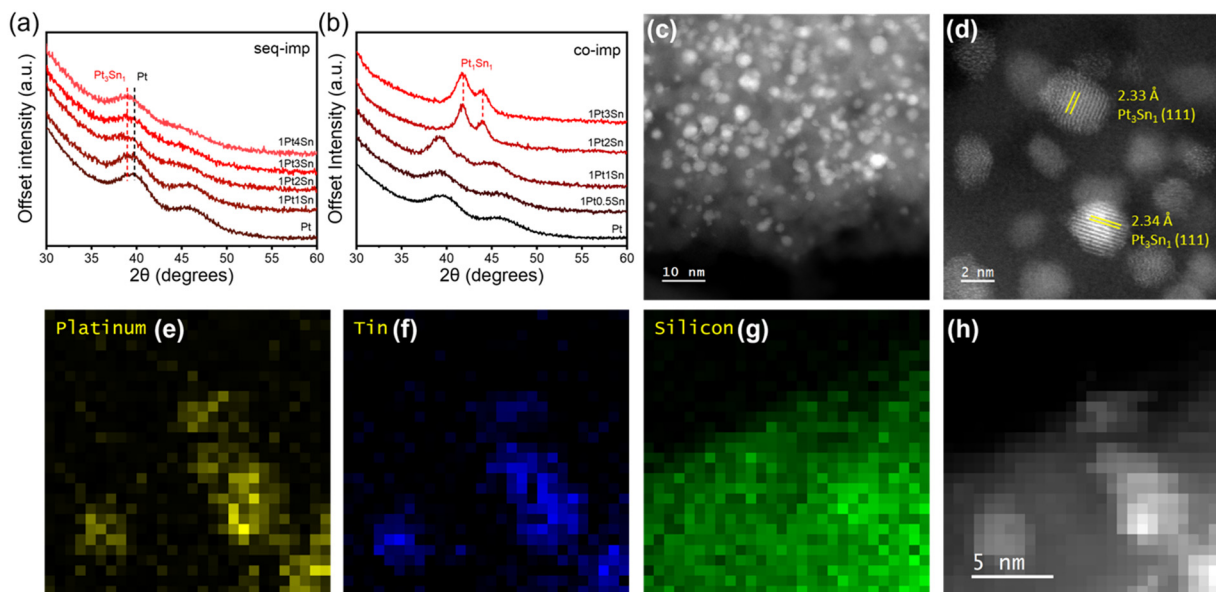 (a)
seq-imp
Pt₃Sn₁
Pt
1Pt4Sn
1Pt3Sn
1Pt2Sn
1Pt1Sn
Pt
Offset Intensity (a.u.)
30 35 40 45 50 55 60
2θ (degrees)
(b)
co-imp
Pt₁Sn₁
1Pt3Sn
1Pt2Sn
1Pt1Sn
1Pt0.5Sn
Pt
Offset Intensity (a.u.)
30 35 40 45 50 55 60
2θ (degrees)
(c)
10 nm
(d)
2.33 Å
Pt₃Sn₁ (111)
2.34 Å
Pt₃Sn₁ (111)
2 nm
Platinum (e)
Tin (f)
Silicon (g)
(h)
5 nm